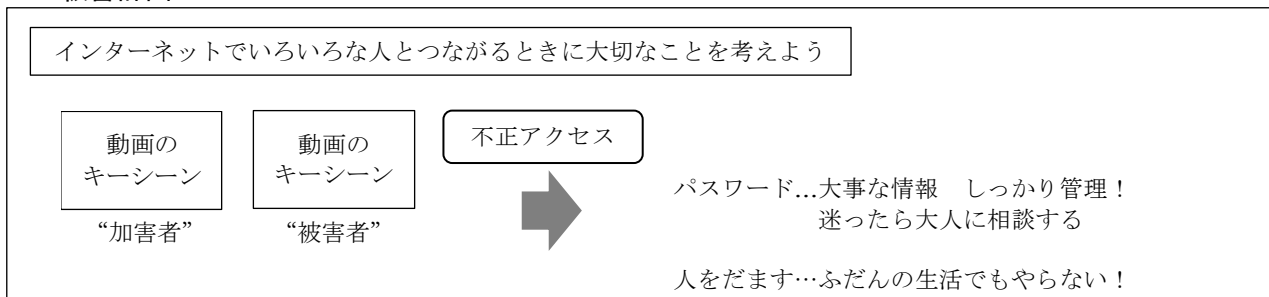 インターネットでいろいろな人とつながるときに大切なことを考えよう
動画の
キーシーン
“加害者”
動画の
キーシーン
“被害者”
不正アクセス
パスワード…大事な情報　しっかり管理！
迷ったら大人に相談する
人をだます…ふだんの生活でもやらない！